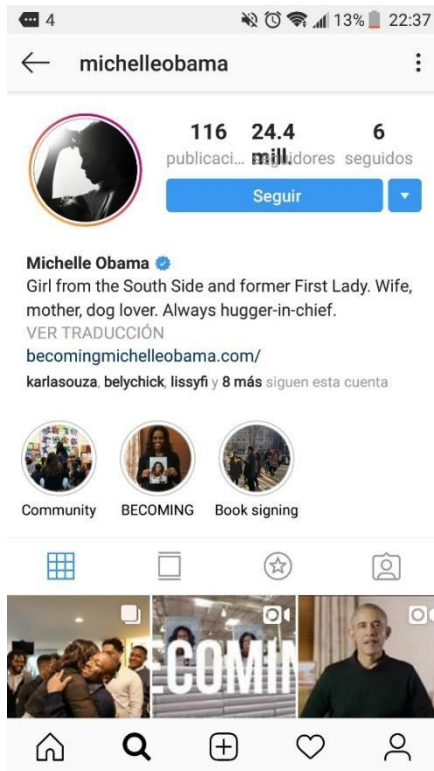 4 13% 22:37
michelleobama
116 24.4 mill. 6
publicaci... seguidores seguidos
Seguir
Michelle Obama
Girl from the South Side and former First Lady. Wife,
mother, dog lover. Always hugger-in-chief.
VER TRADUCCIÓN
becomingmichelleobama.com/
karlasouza, belychick, lissyfi y 8 más siguen esta cuenta
Community BECOMING Book signing
ECOMIN